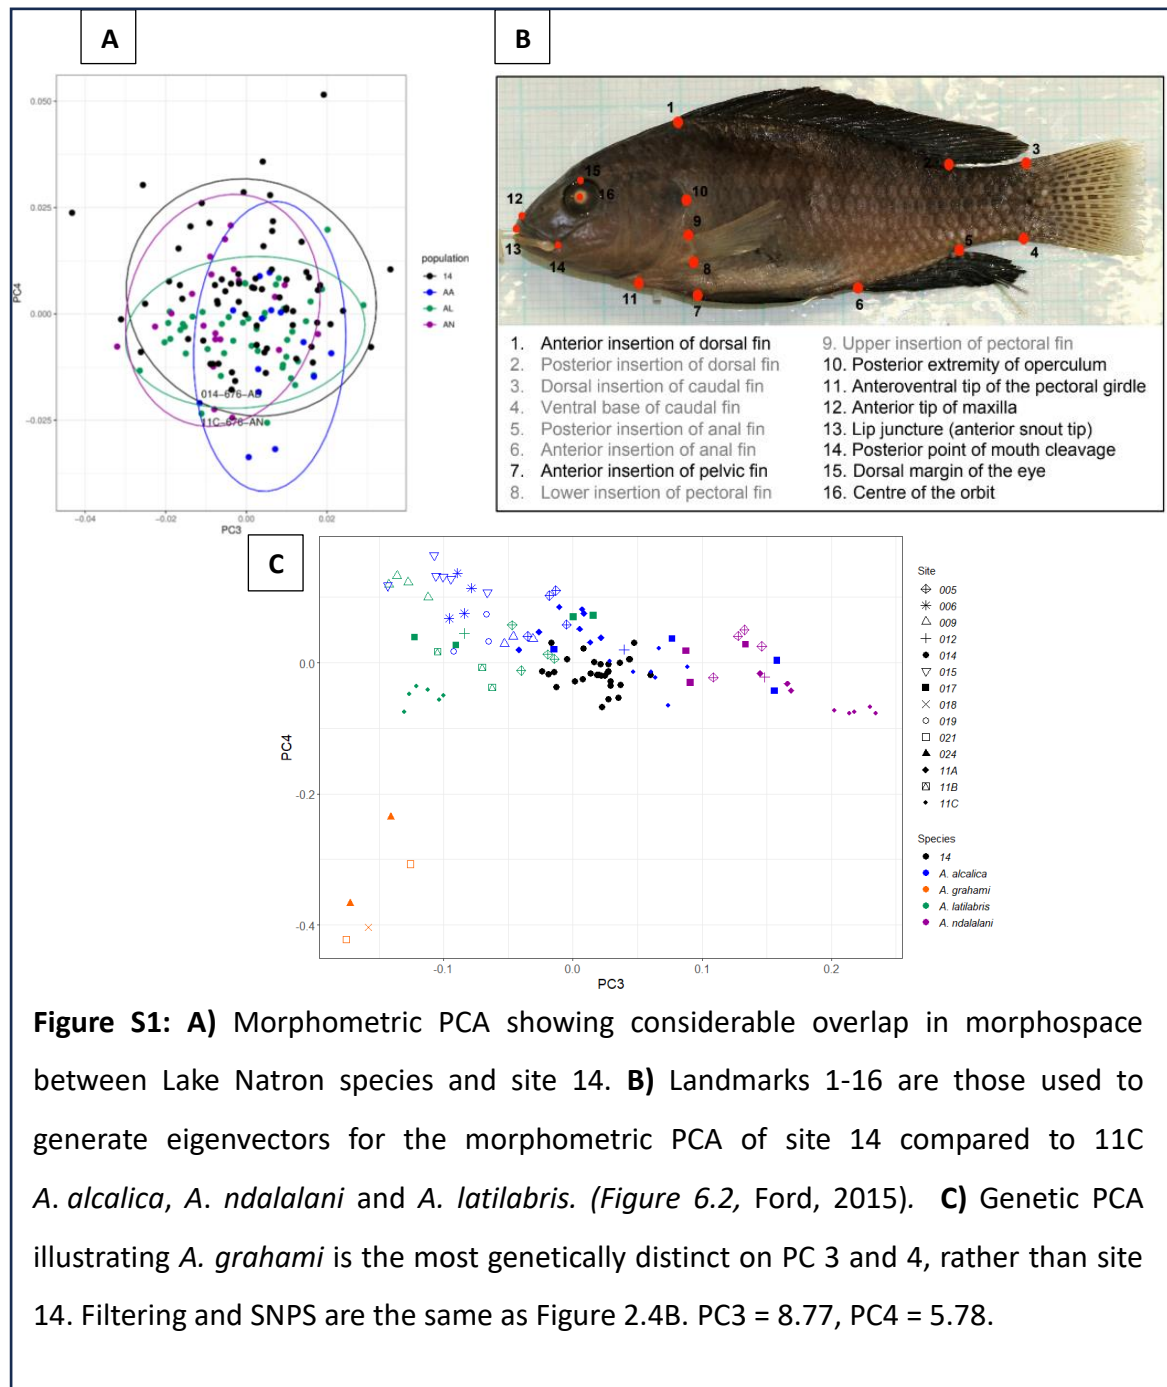 A
B
0.050
0.025
0.000
−0.025
PC4
−0.04
−0.02
0.00
0.02
PC3
014−676−AL
11C−676−AN
population
14
AA
AL
AN
1
2
3
4
5
6
7
8
9
10
11
12
13
14
15
16
1. Anterior insertion of dorsal fin
2. Posterior insertion of dorsal fin
3. Dorsal insertion of caudal fin
4. Ventral base of caudal fin
5. Posterior insertion of anal fin
6. Anterior insertion of anal fin
7. Anterior insertion of pelvic fin
8. Lower insertion of pectoral fin
9. Upper insertion of pectoral fin
10. Posterior extremity of operculum
11. Anteroventral tip of the pectoral girdle
12. Anterior tip of maxilla
13. Lip juncture (anterior snout tip)
14. Posterior point of mouth cleavage
15. Dorsal margin of the eye
16. Centre of the orbit
C
0.0
-0.2
-0.4
PC4
-0.1
0.0
0.1
0.2
PC3
Site
005
006
009
012
014
015
017
018
019
021
024
11A
11B
11C
Species
14
A. alcalica
A. grahami
A. latilabris
A. ndalalani
Figure S1: A) Morphometric PCA showing considerable overlap in morphospace
between Lake Natron species and site 14. B) Landmarks 1-16 are those used to
generate eigenvectors for the morphometric PCA of site 14 compared to 11C
A. alcalica, A. ndalalani and A. latilabris. (Figure 6.2, Ford, 2015). C) Genetic PCA
illustrating A. grahami is the most genetically distinct on PC 3 and 4, rather than site
14. Filtering and SNPS are the same as Figure 2.4B. PC3 = 8.77, PC4 = 5.78.